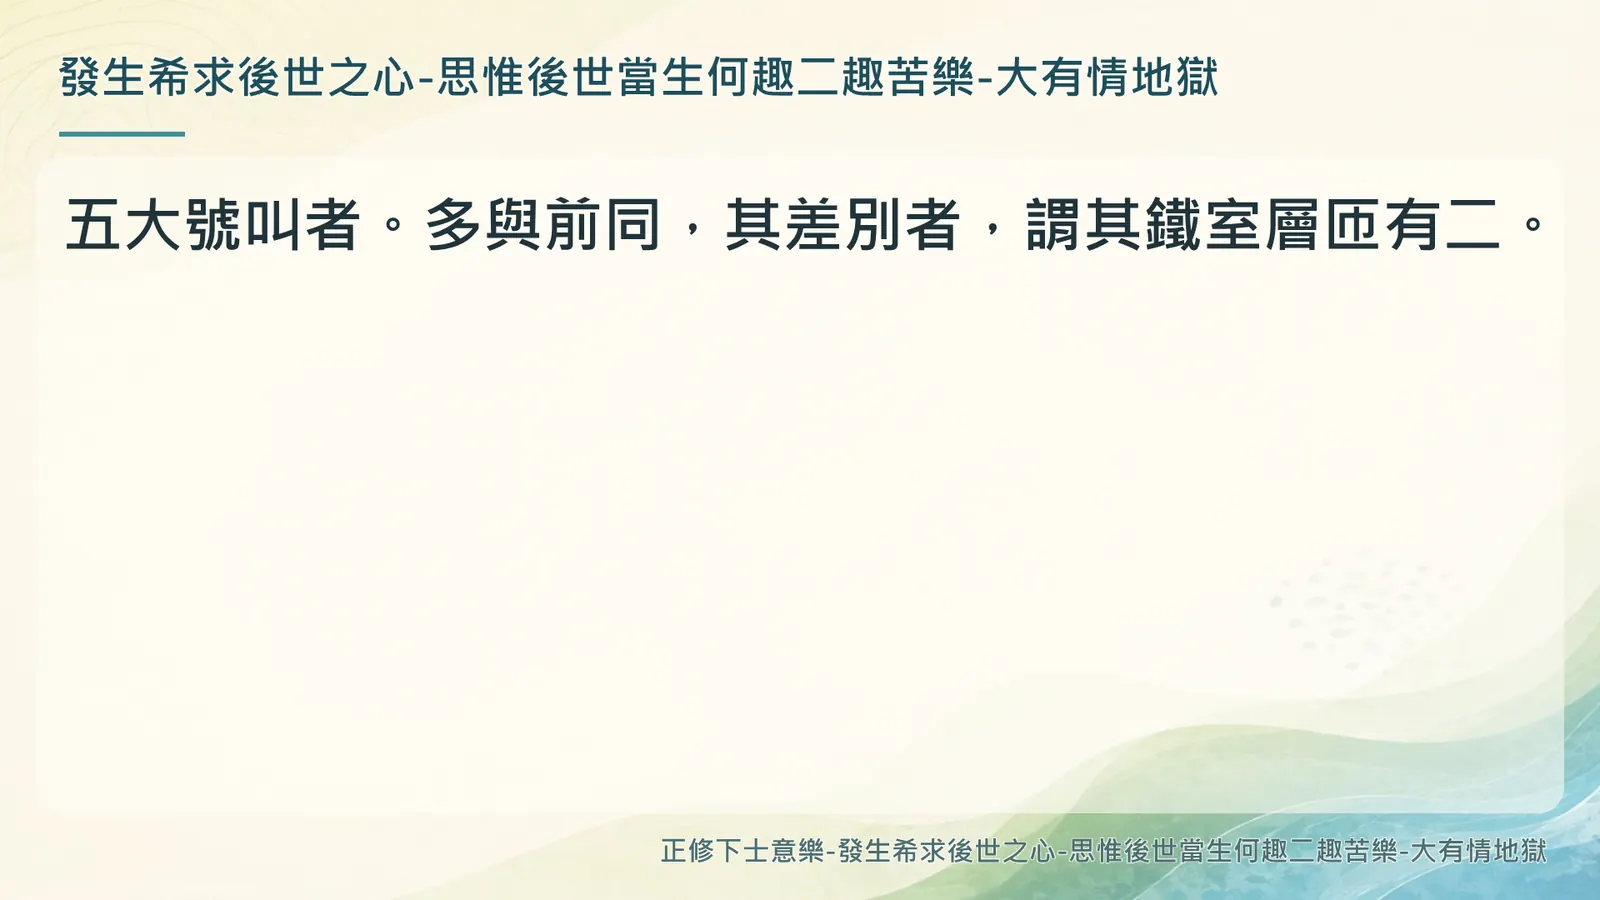 發生希求後世之心-思惟後世當生何趣二趣苦樂-大有情地獄
五大號叫者。多與前同，其差別者，謂其鐵室層匝有二。
正修下士意樂-發生希求後世之心-思惟後世當生何趣二趣苦樂-大有情地獄